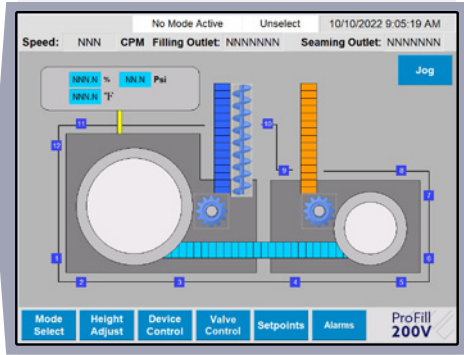 No Mode Active Unselect 10/10/2022 9:05:19 AM
Speed: NNN CPM Filling Outlet: NNNNNNN Seaming Outlet: NNNNNNN
Jog
NNN.N % NN.N Psi
NNN.N °F
11 10
12
9 8
7
1 6
2 3 4 5
Mode Select Height Adjust Device Control Valve Control Setpoints Alarms ProFill 200V